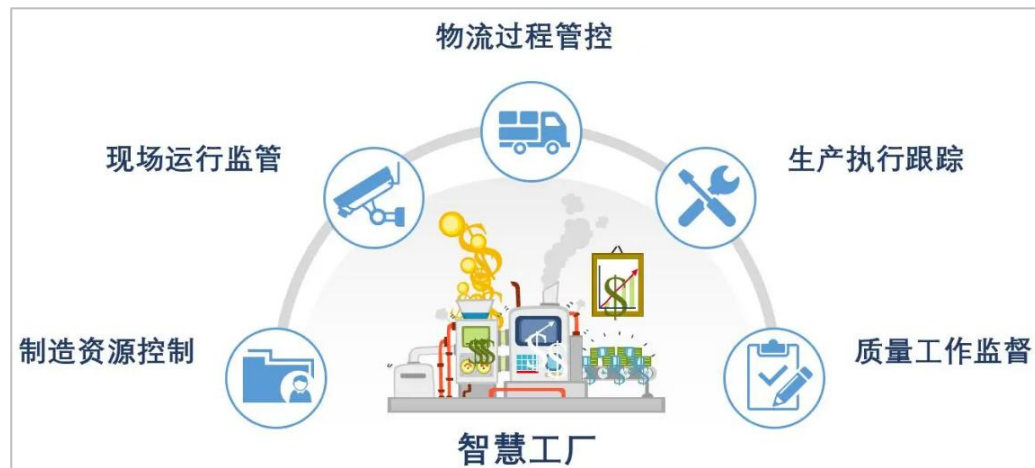 物流过程管控
现场运行监管
生产执行跟踪
制造资源控制
质量工作监督
智慧工厂